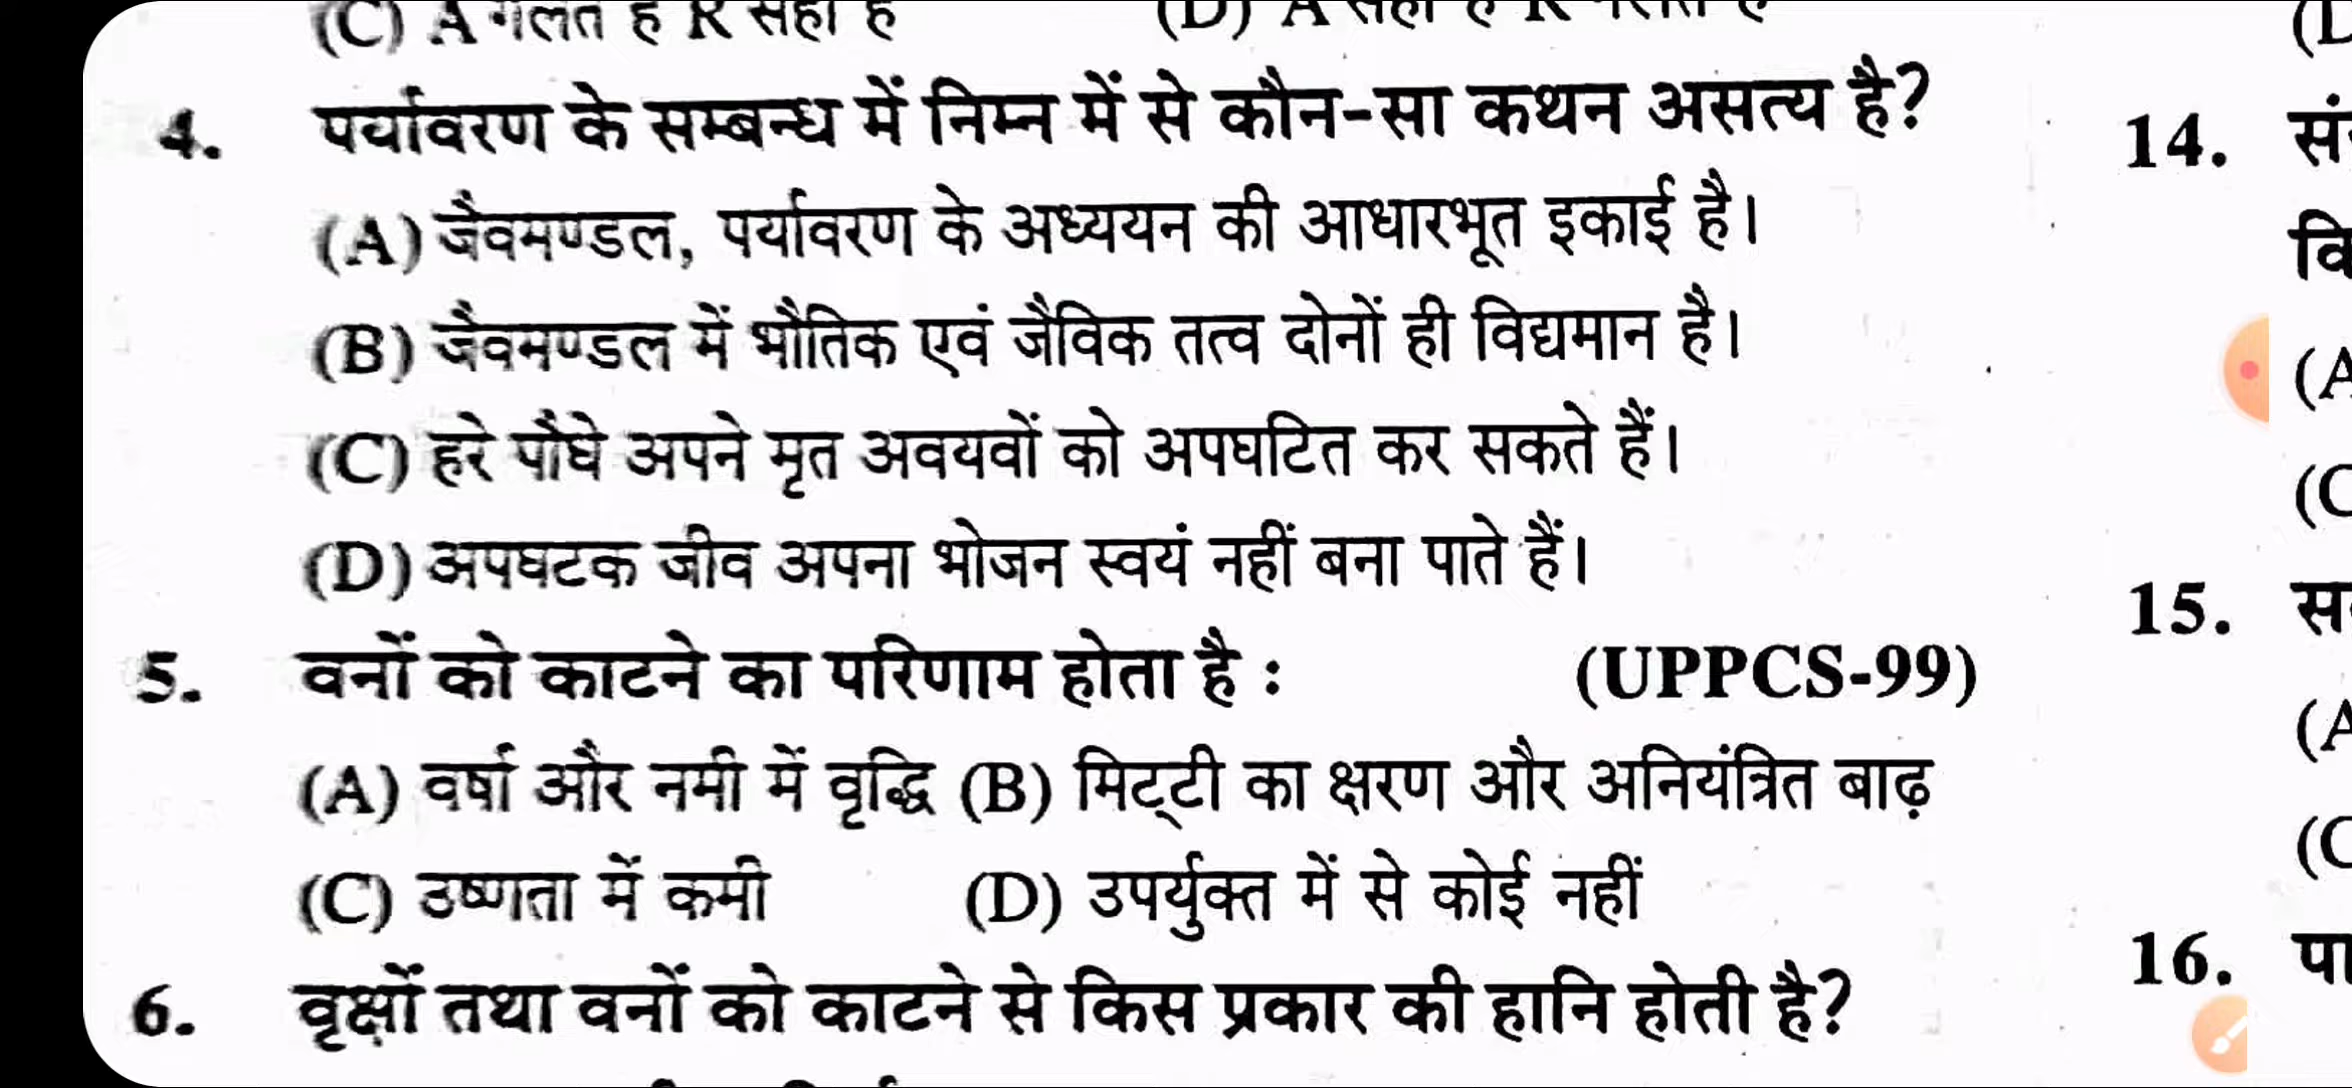 (C) A गलत है R सही है
4. पर्यावरण के सम्बन्ध में निम्न में से कौन-सा कथन असत्य है?
(A) जैवमण्डल, पर्यावरण के अध्ययन की आधारभूत इकाई है।
(B) जैवमण्डल में भौतिक एवं जैविक तत्व दोनों ही विद्यमान है।
(C) हरे पौघे अपने मृत अवयवों को अपघटित कर सकते हैं।
(D) अपघटक जीव अपना भोजन स्वयं नहीं बना पाते हैं।
5. वनों को काटने का परिणाम होता है : (UPPCS-99)
(A) वर्षा और नमी में वृद्धि (B) मिट्‌टी का क्षरण और अनियंत्रित बाढ़
(C) उष्णता में कमी (D) उपर्युक्त में से कोई नहीं
6. वृक्षों तथा वनों को काटने से किस प्रकार की हानि होती है?
14.
(A
(C
15.
(A
(C
16.